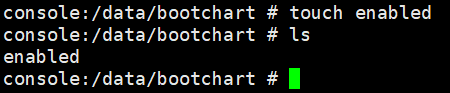 console:/data/bootchart # touch enabled
console:/data/bootchart # ls
enabled
console:/data/bootchart #